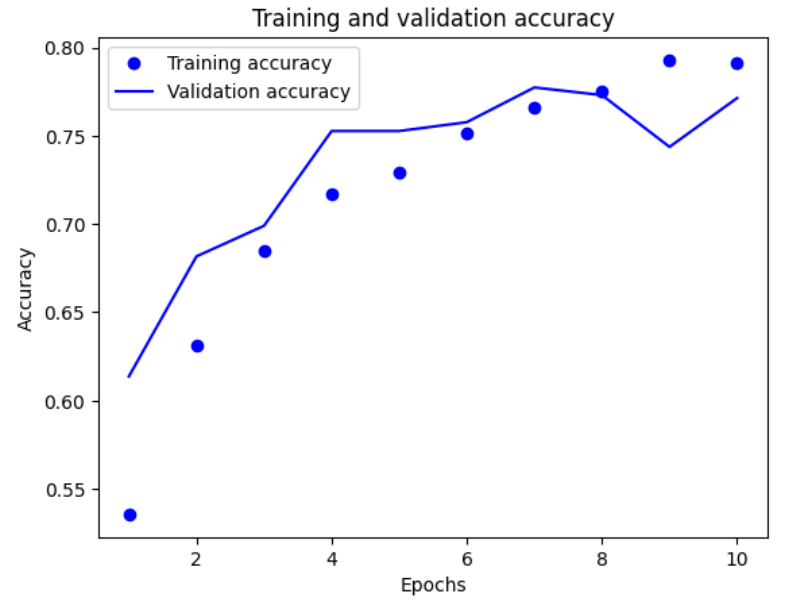 Training and validation accuracy
Training accuracy
Validation accuracy
Accuracy
0.80
0.75
0.70
0.65
0.60
0.55
2 4 6 8 10
Epochs